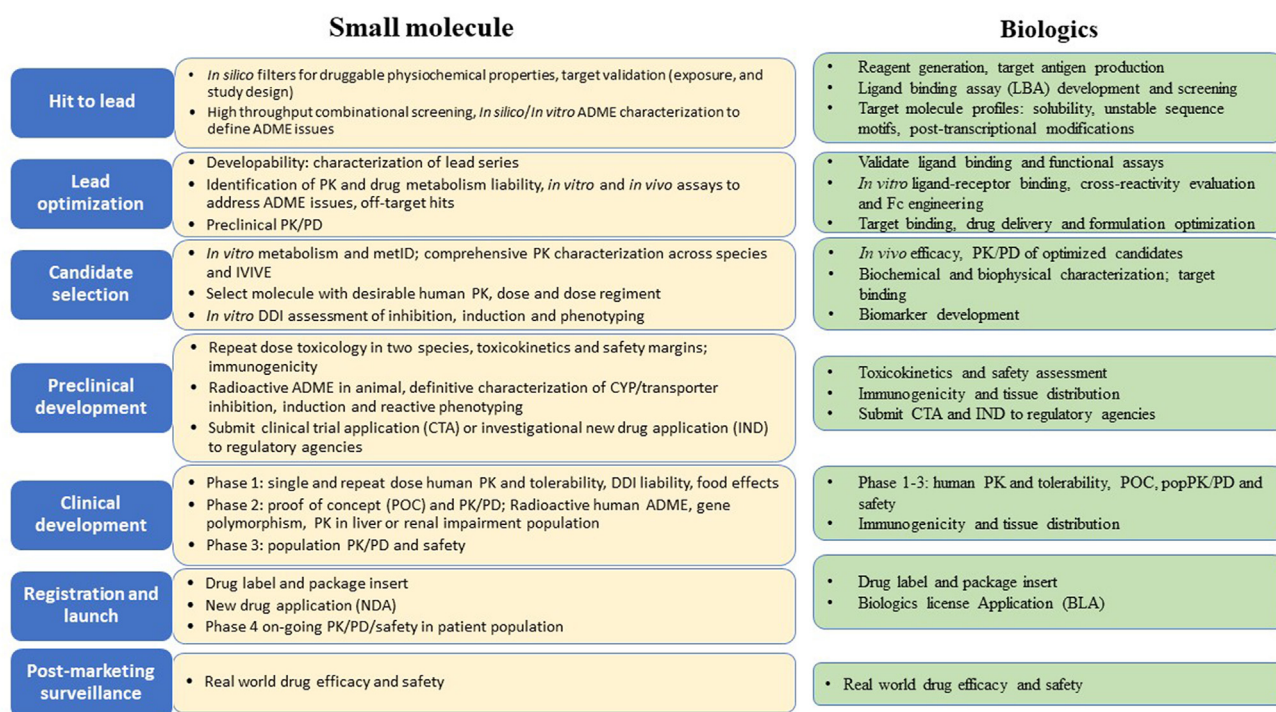 Small molecule
Biologics
Hit to lead
• In silico filters for druggable physiochemical properties, target validation (exposure, and
study design)
• High throughput combinational screening, In silico/In vitro ADME characterization to
define ADME issues
• Reagent generation, target antigen production
• Ligand binding assay (LBA) development and screening
• Target molecule profiles: solubility, unstable sequence
motifs, post-transcriptional modifications
Lead
optimization
• Developability: characterization of lead series
• Identification of PK and drug metabolism liability, in vitro and in vivo assays to
address ADME issues, off-target hits
• Preclinical PK/PD
• Validate ligand binding and functional assays
• In vitro ligand-receptor binding, cross-reactivity evaluation
and Fc engineering
• Target binding, drug delivery and formulation optimization
Candidate
selection
• In vitro metabolism and metID; comprehensive PK characterization across species
and IVIVE
• Select molecule with desirable human PK, dose and dose regiment
• In vitro DDI assessment of inhibition, induction and phenotyping
• In vivo efficacy, PK/PD of optimized candidates
• Biochemical and biophysical characterization; target
binding
• Biomarker development
Preclinical
development
• Repeat dose toxicology in two species, toxicokinetics and safety margins;
immunogenicity
• Radioactive ADME in animal, definitive characterization of CYP/transporter
inhibition, induction and reactive phenotyping
• Submit clinical trial application (CTA) or investigational new drug application (IND)
to regulatory agencies
• Toxicokinetics and safety assessment
• Immunogenicity and tissue distribution
• Submit CTA and IND to regulatory agencies
Clinical
development
• Phase 1: single and repeat dose human PK and tolerability, DDI liability, food effects
• Phase 2: proof of concept (POC) and PK/PD; Radioactive human ADME, gene
polymorphism, PK in liver or renal impairment population
• Phase 3: population PK/PD and safety
• Phase 1-3: human PK and tolerability, POC, popPK/PD and
safety
• Immunogenicity and tissue distribution
Registration and
launch
• Drug label and package insert
• New drug application (NDA)
• Phase 4 on-going PK/PD/safety in patient population
• Drug label and package insert
• Biologics license Application (BLA)
Post-marketing
surveillance
• Real world drug efficacy and safety
• Real world drug efficacy and safety